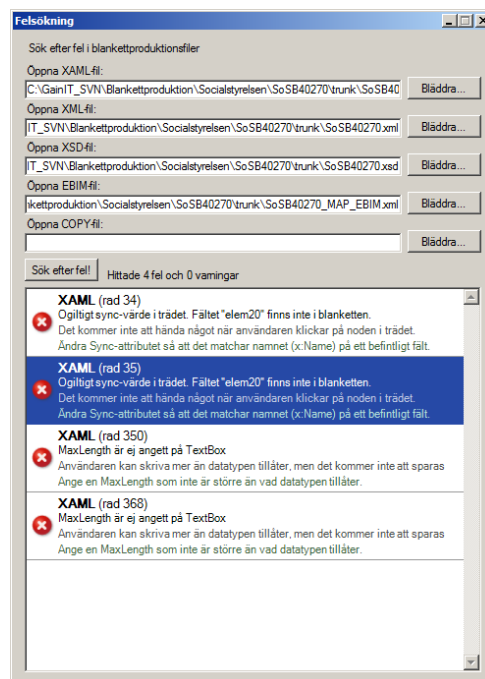 Felsökning
Sök efter fel i blankettproduktionsfiler
Öppna XAML-fil:
C:\GainIT_SVN\Blankettproduktion\Socialstyrelsen\SoSB40270\trunk\SoSB40
Bläddra...
Öppna XML-fil:
IT_SVN\Blankettproduktion\Socialstyrelsen\SoSB40270\trunk\SoSB40270.xml
Bläddra...
Öppna XSD-fil:
IT_SVN\Blankettproduktion\Socialstyrelsen\SoSB40270\trunk\SoSB40270.xsd
Bläddra...
Öppna EBIM-fil:
nkettproduktion\Socialstyrelsen\SoSB40270\trunk\SoSB40270_MAP_EBIM.xml
Bläddra...
Öppna COPY-fil:
Bläddra...
Sök efter fel! Hittade 4 fel och 0 varningar
XAML (rad 34)
Ogiltigt sync-värde i trädet. Fältet "elem20" finns inte i blanketten.
Det kommer inte att hända något när användaren klickar på noden i trädet.
Ändra Sync-attributet så att det matchar namnet (x:Name) på ett befintligt fält.
XAML (rad 35)
Ogiltigt sync-värde i trädet. Fältet "elem20" finns inte i blanketten.
Det kommer inte att hända något när användaren klickar på noden i trädet.
Ändra Sync-attributet så att det matchar namnet (x:Name) på ett befintligt fält.
XAML (rad 350)
MaxLength är ej angett på TextBox
Användaren kan skriva mer än datatypen tillåter, men det kommer inte att sparas
Ange en MaxLength som inte är större än vad datatypen tillåter.
XAML (rad 368)
MaxLength är ej angett på TextBox
Användaren kan skriva mer än datatypen tillåter, men det kommer inte att sparas
Ange en MaxLength som inte är större än vad datatypen tillåter.